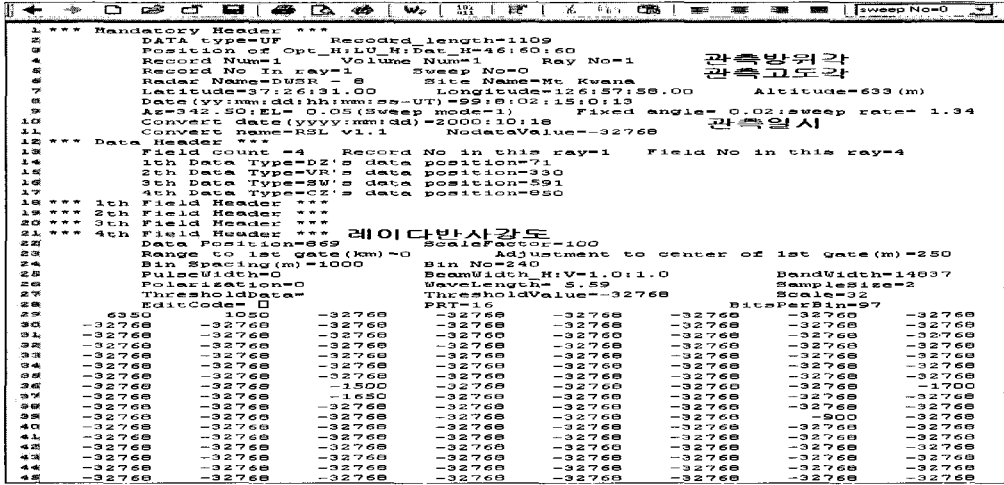 sweep No=0
1 *** Mandatory Header ***
2 DATA type=UF Recodrd_length=1109
3 Position of Opt_H:LU_H:Dat_H=46:60:60
4 Record Num=1 Volume Num=1 Ray No=1 관측방위각
5 Record No In ray=1 Sweep No=0 관측고도각
6 Radar Name=DWSR - 8 Site Name=Mt Kwana
7 Latitude=37:26:31.00 Longitude=126:57:58.00 Altitude=633(m)
8 Date(yy:mm:dd:hh:mm:ss-UT)=99:8:02:15:0:13
9 Az=342.50:EL= 0.05(Sweep mode=1) Fixed angle= 0.02:sweep rate= 1.34
10 Convert date(yyyy:mm:dd)=2000:10:18 관측일시
11 Convert name=RSL v1.1 NodataValue=-32768
12 *** Data Header ***
13 Field count =4 Record No in this ray=1 Field No in this ray=4
14 1th Data Type=DZ's data position=71
15 2th Data Type=VR's data position=330
16 3th Data Type=SW's data position=591
17 4th Data Type=CZ's data position=850
18 *** 1th Field Header ***
19 *** 2th Field Header ***
20 *** 3th Field Header ***
21 *** 4th Field Header *** 레이다반사강도
22 Data Position=869 ScaleFactor=100
23 Range to 1st gate(km)=0 Adjustment to center of 1st gate(m)=250
24 Bin Spacing(m)=1000 Bin No=240
25 PulseWidth=0 BeamWidth_H:V=1.0:1.0 BandWidth=14837
26 Polarization=0 WaveLength= 5.59 SampleSize=2
27 ThresholdData= ThresholdValue=-32768 Scale=32
28 EditCode= PRT=16 BitsPerBin=97
29 6350 1050 -32768 -32768 -32768 -32768 -32768 -32768
30 -32768 -32768 -32768 -32768 -32768 -32768 -32768 -32768
31 -32768 -32768 -32768 -32768 -32768 -32768 -32768 -32768
32 -32768 -32768 -32768 -32768 -32768 -32768 -32768 -32768
33 -32768 -32768 -32768 -32768 -32768 -32768 -32768 -32768
34 -32768 -32768 -32768 -32768 -32768 -32768 -32768 -32768
35 -32768 -32768 -32768 -32768 -32768 -32768 -32768 -32768
36 -32768 -32768 -1500 -32768 -32768 -32768 -32768 -1700
37 -32768 -32768 -1650 -32768 -32768 -32768 -32768 -32768
38 -32768 -32768 -32768 -32768 -32768 -32768 -32768 -32768
39 -32768 -32768 -32768 -32768 -32768 -32768 -900 -32768
40 -32768 -32768 -32768 -32768 -32768 -32768 -32768 -32768
41 -32768 -32768 -32768 -32768 -32768 -32768 -32768 -32768
42 -32768 -32768 -32768 -32768 -32768 -32768 -32768 -32768
43 -32768 -32768 -32768 -32768 -32768 -32768 -32768 -32768
44 -32768 -32768 -32768 -32768 -32768 -32768 -32768 -32768
45 -32768 -32768 -32768 -32768 -32768 -32768 -32768 -32768